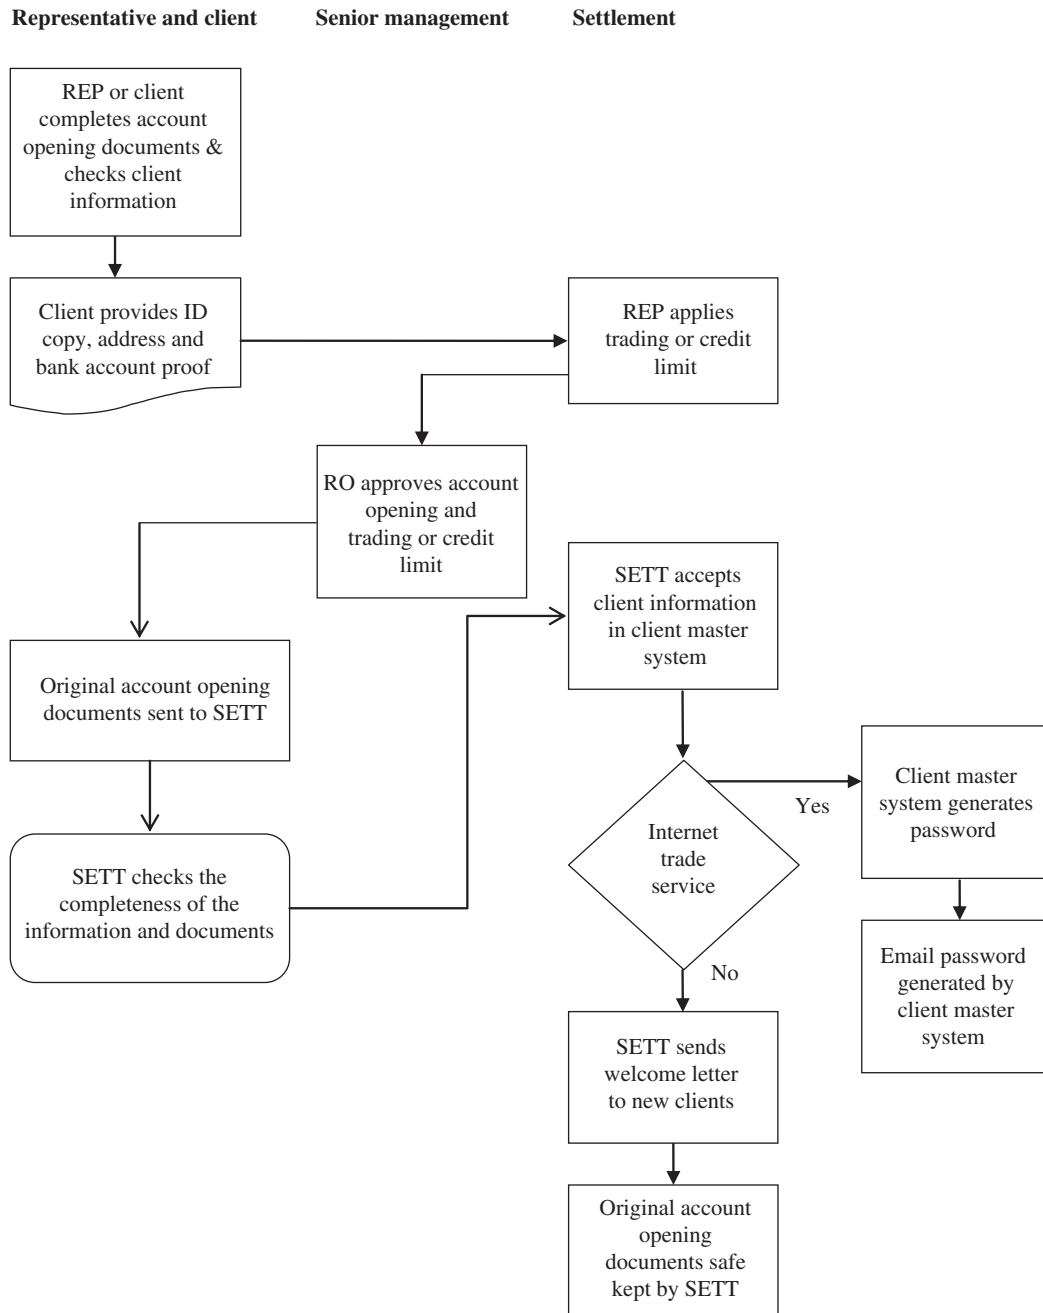 Representative and client
Senior management
Settlement
REP or client
completes account
opening documents &
checks client
information
Client provides ID
copy, address and
bank account proof
REP applies
trading or credit
limit
RO approves account
opening and
trading or credit
limit
Original account opening
documents sent to SETT
SETT checks the
completeness of the
information and documents
SETT accepts
client information
in client master
system
Internet
trade
service
Yes
Client master
system generates
password
Email password
generated by
client master
system
No
SETT sends
welcome letter
to new clients
Original account
opening
documents safe
kept by SETT